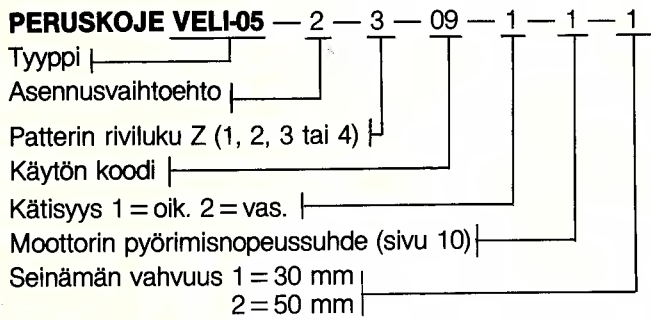 PERUSKOJE VELI-05 — 2 — 3 — 09 — 1 — 1 — 1
Tyyppi
Asennusvaihtoehto
Patterin riviluku Z (1, 2, 3 tai 4)
Käytön koodi
Kätisyys 1 = oik. 2 = vas.
Moottorin pyörimisnopeussuhde (sivu 10)
Seinämän vahvuus 1 = 30 mm
2 = 50 mm